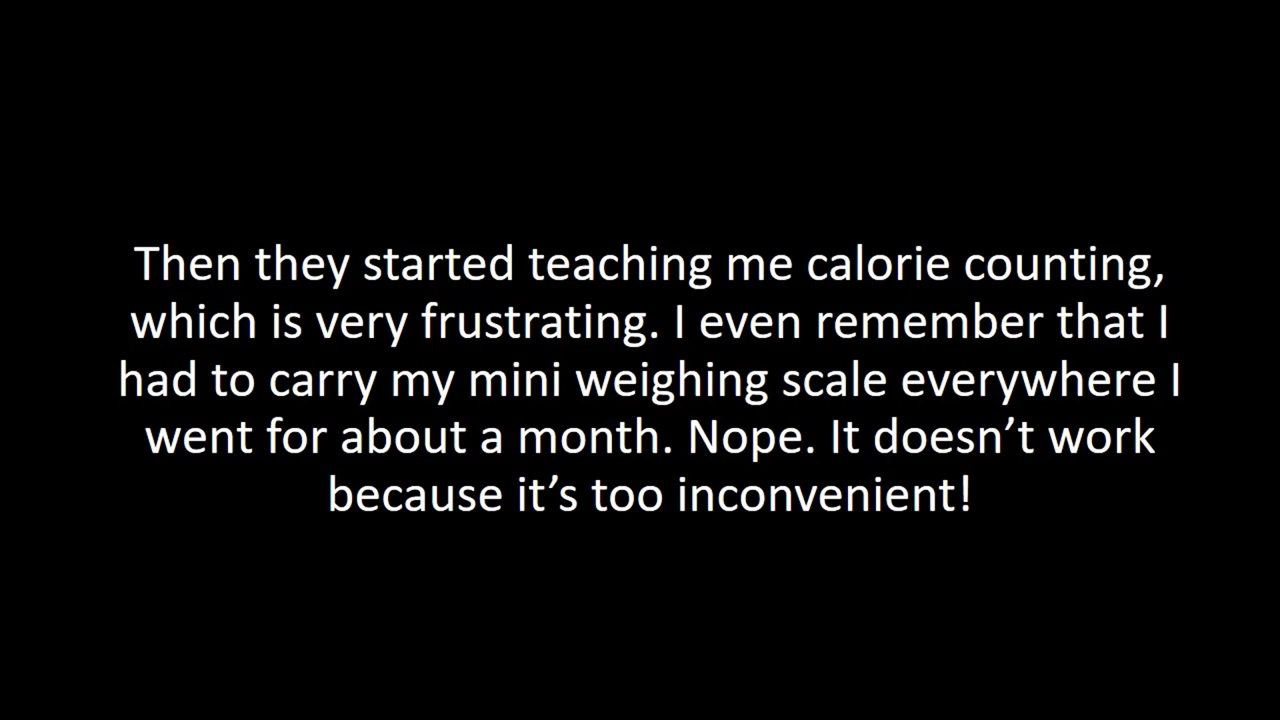 Then they started teaching me calorie counting,
which is very frustrating. I even remember that I
had to carry my mini weighing scale everywhere I
went for about a month. Nope. It doesn’t work
because it’s too inconvenient!